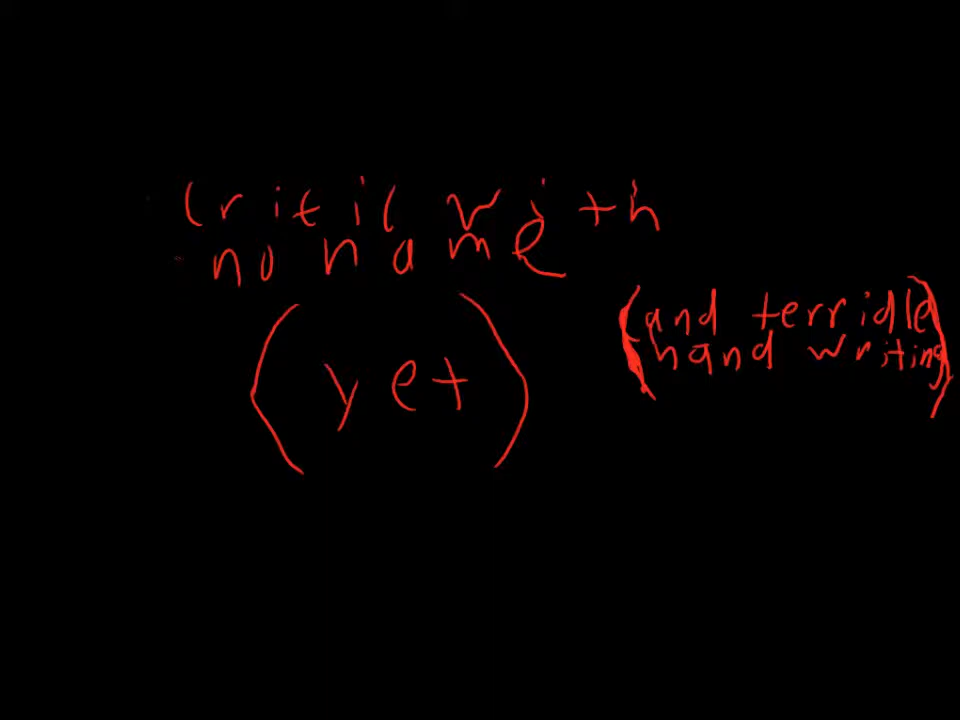 critic with
no name
(yet)
(and terridle
hand writing)